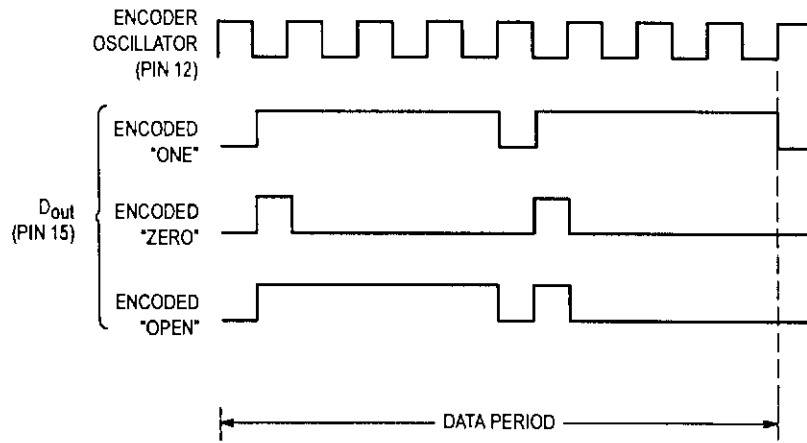 ENCODER
OSCILLATOR
(PIN 12)
ENCODED
"ONE"
Dout
(PIN 15)
ENCODED
"ZERO"
ENCODED
"OPEN"
DATA PERIOD